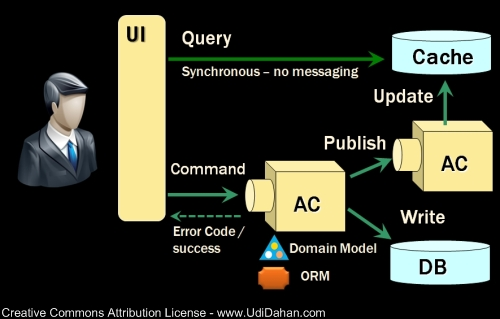 UI
Query
Synchronous – no messaging
Cache
Update
Publish
AC
Command
AC
Error Code /
success
Write
Domain Model
ORM
DB
Creative Commons Attribution License - www.UdiDahan.com